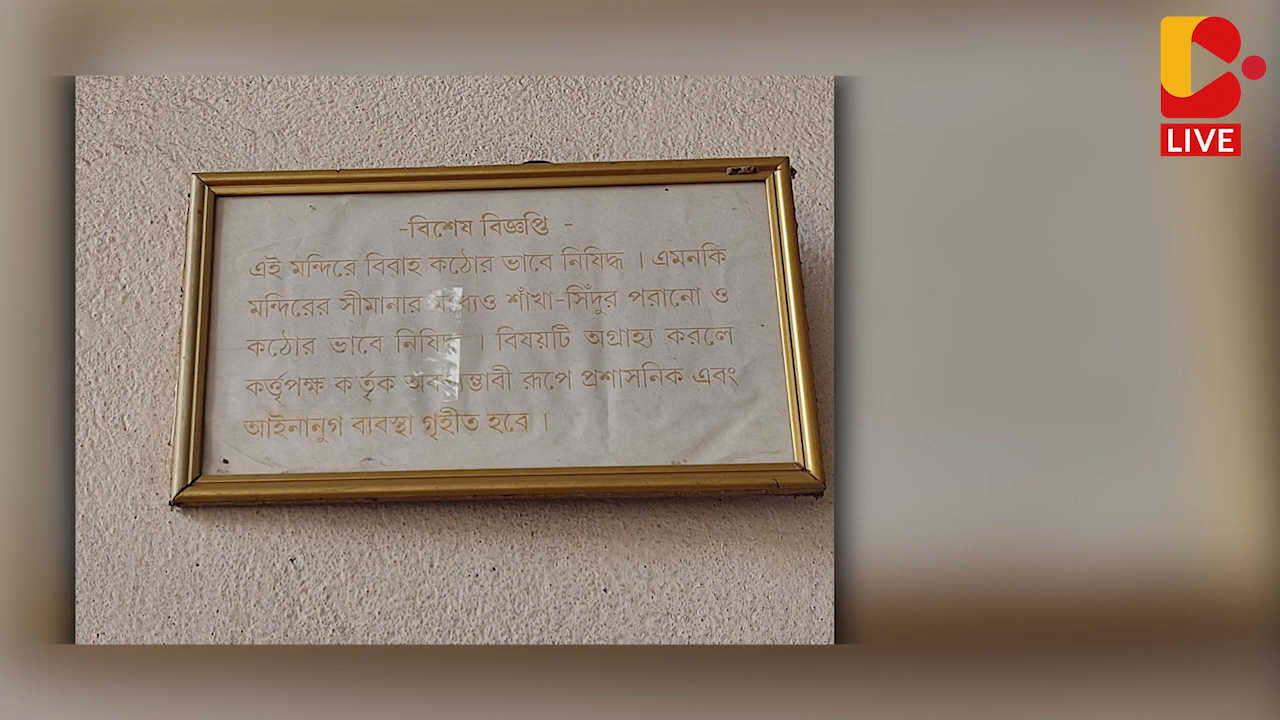 -বিশেষ বিজ্ঞপ্তি -
এই মন্দিরে বিবাহ কঠোর ভাবে নিষিদ্ধ । এমনকি
মন্দিরের সীমানার মধ্যেও শাঁখা-সিঁদুর পরানো ও
কঠোর ভাবে নিষিদ্ধ । বিষয়টি অগ্রাহ্য করলে
কর্ত্তৃপক্ষ কর্তৃক অবশ্যম্ভাবী রূপে প্রশাসনিক এবং
আইনানুগ ব্যবস্থা গৃহীত হবে ।
LIVE